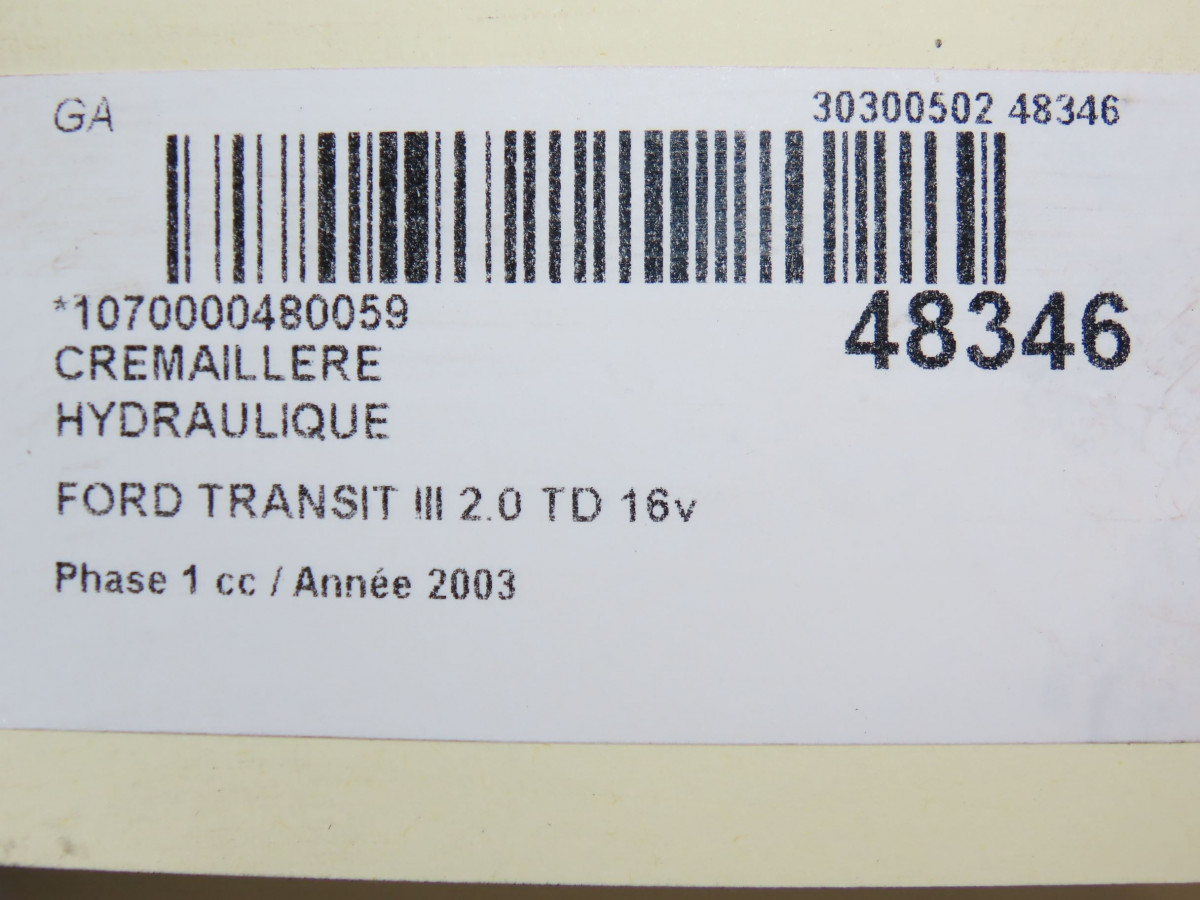 GA
30300502 48346
*1070000480059
48346
CREMAILLERE
HYDRAULIQUE
FORD TRANSIT III 2.0 TD 16v
Phase 1 cc / Année 2003